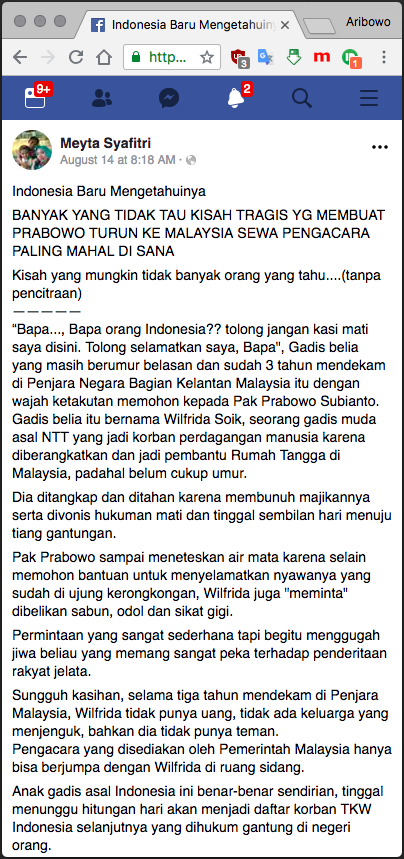 Indonesia Baru Mengetahuiny
Aribowo
http...
3
1
9+
2
Meyta Syafitri
August 14 at 8:18 AM ·
Indonesia Baru Mengetahuinya
BANYAK YANG TIDAK TAU KISAH TRAGIS YG MEMBUAT
PRABOWO TURUN KE MALAYSIA SEWA PENGACARA
PALING MAHAL DI SANA
Kisah yang mungkin tidak banyak orang yang tahu....(tanpa
pencitraan)
— — — — —
"Bapa..., Bapa orang Indonesia?? tolong jangan kasi mati
saya disini. Tolong selamatkan saya, Bapa", Gadis belia
yang masih berumur belasan dan sudah 3 tahun mendekam
di Penjara Negara Bagian Kelantan Malaysia itu dengan
wajah ketakutan memohon kepada Pak Prabowo Subianto.
Gadis belia itu bernama Wilfrida Soik, seorang gadis muda
asal NTT yang jadi korban perdagangan manusia karena
diberangkatkan dan jadi pembantu Rumah Tangga di
Malaysia, padahal belum cukup umur.
Dia ditangkap dan ditahan karena membunuh majikannya
serta divonis hukuman mati dan tinggal sembilan hari menuju
tiang gantungan.
Pak Prabowo sampai meneteskan air mata karena selain
memohon bantuan untuk menyelamatkan nyawanya yang
sudah di ujung kerongkongan, Wilfrida juga "meminta"
dibelikan sabun, odol dan sikat gigi.
Permintaan yang sangat sederhana tapi begitu menggugah
jiwa beliau yang memang sangat peka terhadap penderitaan
rakyat jelata.
Sungguh kasihan, selama tiga tahun mendekam di Penjara
Malaysia, Wilfrida tidak punya uang, tidak ada keluarga yang
menjenguk, bahkan dia tidak punya teman.
Pengacara yang disediakan oleh Pemerintah Malaysia hanya
bisa berjumpa dengan Wilfrida di ruang sidang.
Anak gadis asal Indonesia ini benar-benar sendirian, tinggal
menunggu hitungan hari akan menjadi daftar korban TKW
Indonesia selanjutnya yang dihukum gantung di negeri
orang.